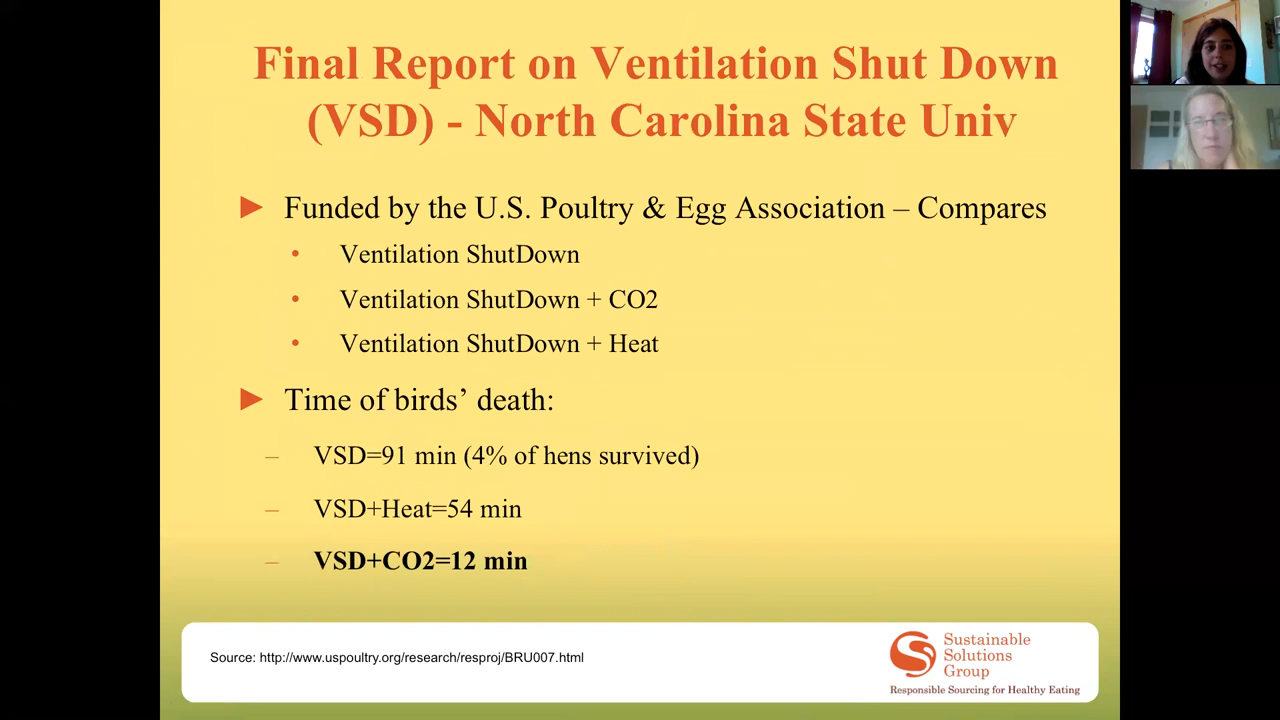 Final Report on Ventilation Shut Down
(VSD) - North Carolina State Univ
► Funded by the U.S. Poultry & Egg Association – Compares
• Ventilation ShutDown
• Ventilation ShutDown + CO2
• Ventilation ShutDown + Heat
► Time of birds’ death:
– VSD=91 min (4% of hens survived)
– VSD+Heat=54 min
– VSD+CO2=12 min
Source: http://www.uspoultry.org/research/resproj/BRU007.html
Sustainable
Solutions
Group
Responsible Sourcing for Healthy Eating